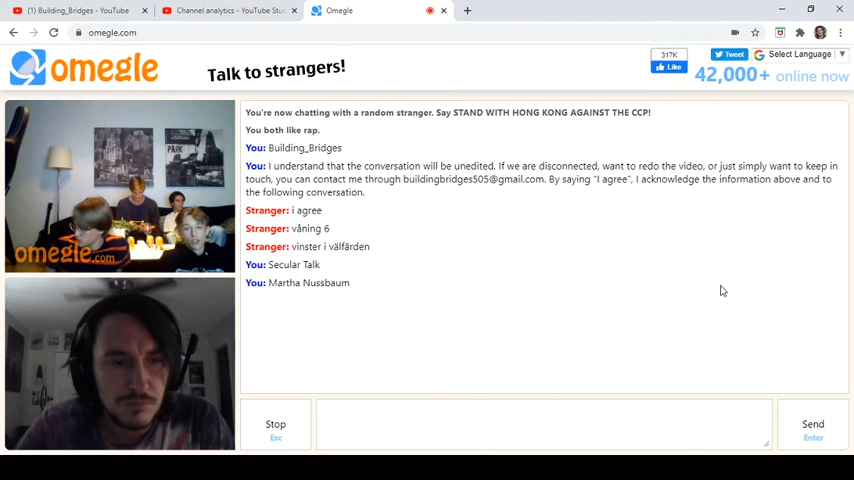 (1) Building_Bridges - YouTube
Channel analytics - YouTube Stu
Omegle
omegle.com
omegle
Talk to strangers!
317K
Like
Tweet
Select Language
42,000+ online now
You're now chatting with a random stranger. Say STAND WITH HONG KONG AGAINST THE CCP!
You both like rap.
You: Building_Bridges
You: I understand that the conversation will be unedited. If we are disconnected, want to redo the video, or just simply want to keep in
touch, you can contact me through buildingbridges505@gmail.com. By saying "I agree", I acknowledge the information above and to
the following conversation.
Stranger: i agree
Stranger: våning 6
Stranger: vinster i välfärden
You: Secular Talk
You: Martha Nussbaum
PARK
omegle.com
Stop
Esc
Send
Enter